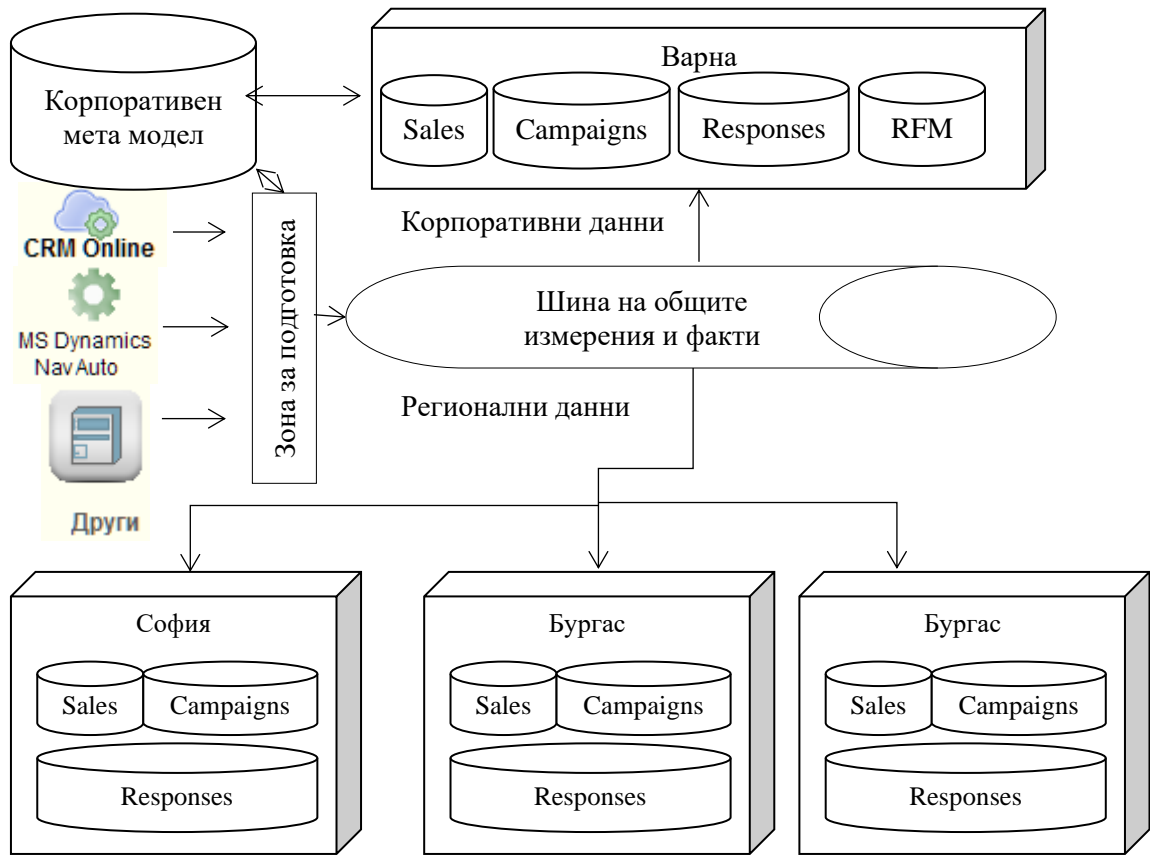 Корпоративен
мета модел
Варна
Sales
Campaigns
Responses
RFM
CRM Online
MS Dynamics
Nav Auto
Други
Зона за подготовка
Корпоративни данни
Шина на общите
измерения и факти
Регионални данни
София
Sales
Campaigns
Responses
Бургас
Sales
Campaigns
Responses
Бургас
Sales
Campaigns
Responses